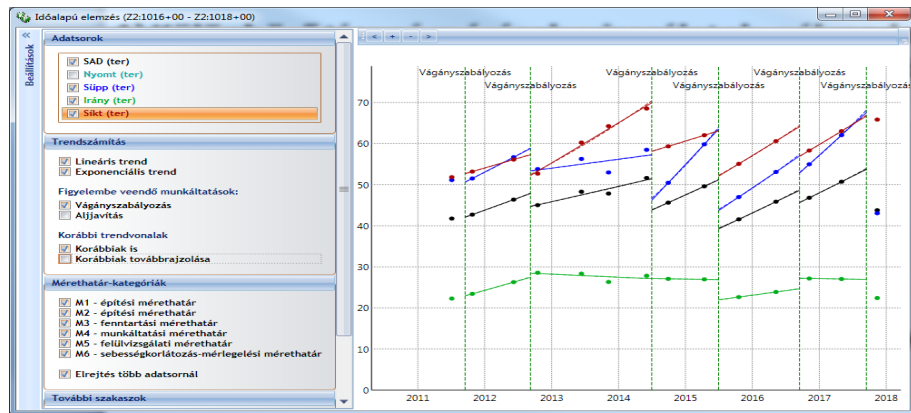 Időalapú elemzés (Z2:1016+00 - Z2:1018+00)
«
Beállítások
Adatsorok
SAD (ter)
Nyomt (ter)
Süpp (ter)
Irány (ter)
Síkt (ter)
Trendszámítás
Lineáris trend
Exponenciális trend
Figyelembe veendő munkáltatások:
Vágányszabályozás
Aljjavítás
Korábbi trendvonalak
Korábbiak is
Korábbiak továbbrajzolása
Mérethatár-kategóriák
M1 - építési mérethatár
M2 - építési mérethatár
M3 - fenntartási mérethatár
M4 - munkáltatási mérethatár
M5 - felülvizsgálati mérethatár
M6 - sebességkorlátozás-mérlegelési mérethatár
Elrejtés több adatsornál
További szakaszok
< + - >
Vágányszabályozás Vágányszabályozás Vágányszabályozás
Vágányszabályozás Vágányszabályozás Vágányszabályozás
70
60
50
40
30
20
10
0
2011 2012 2013 2014 2015 2016 2017 2018